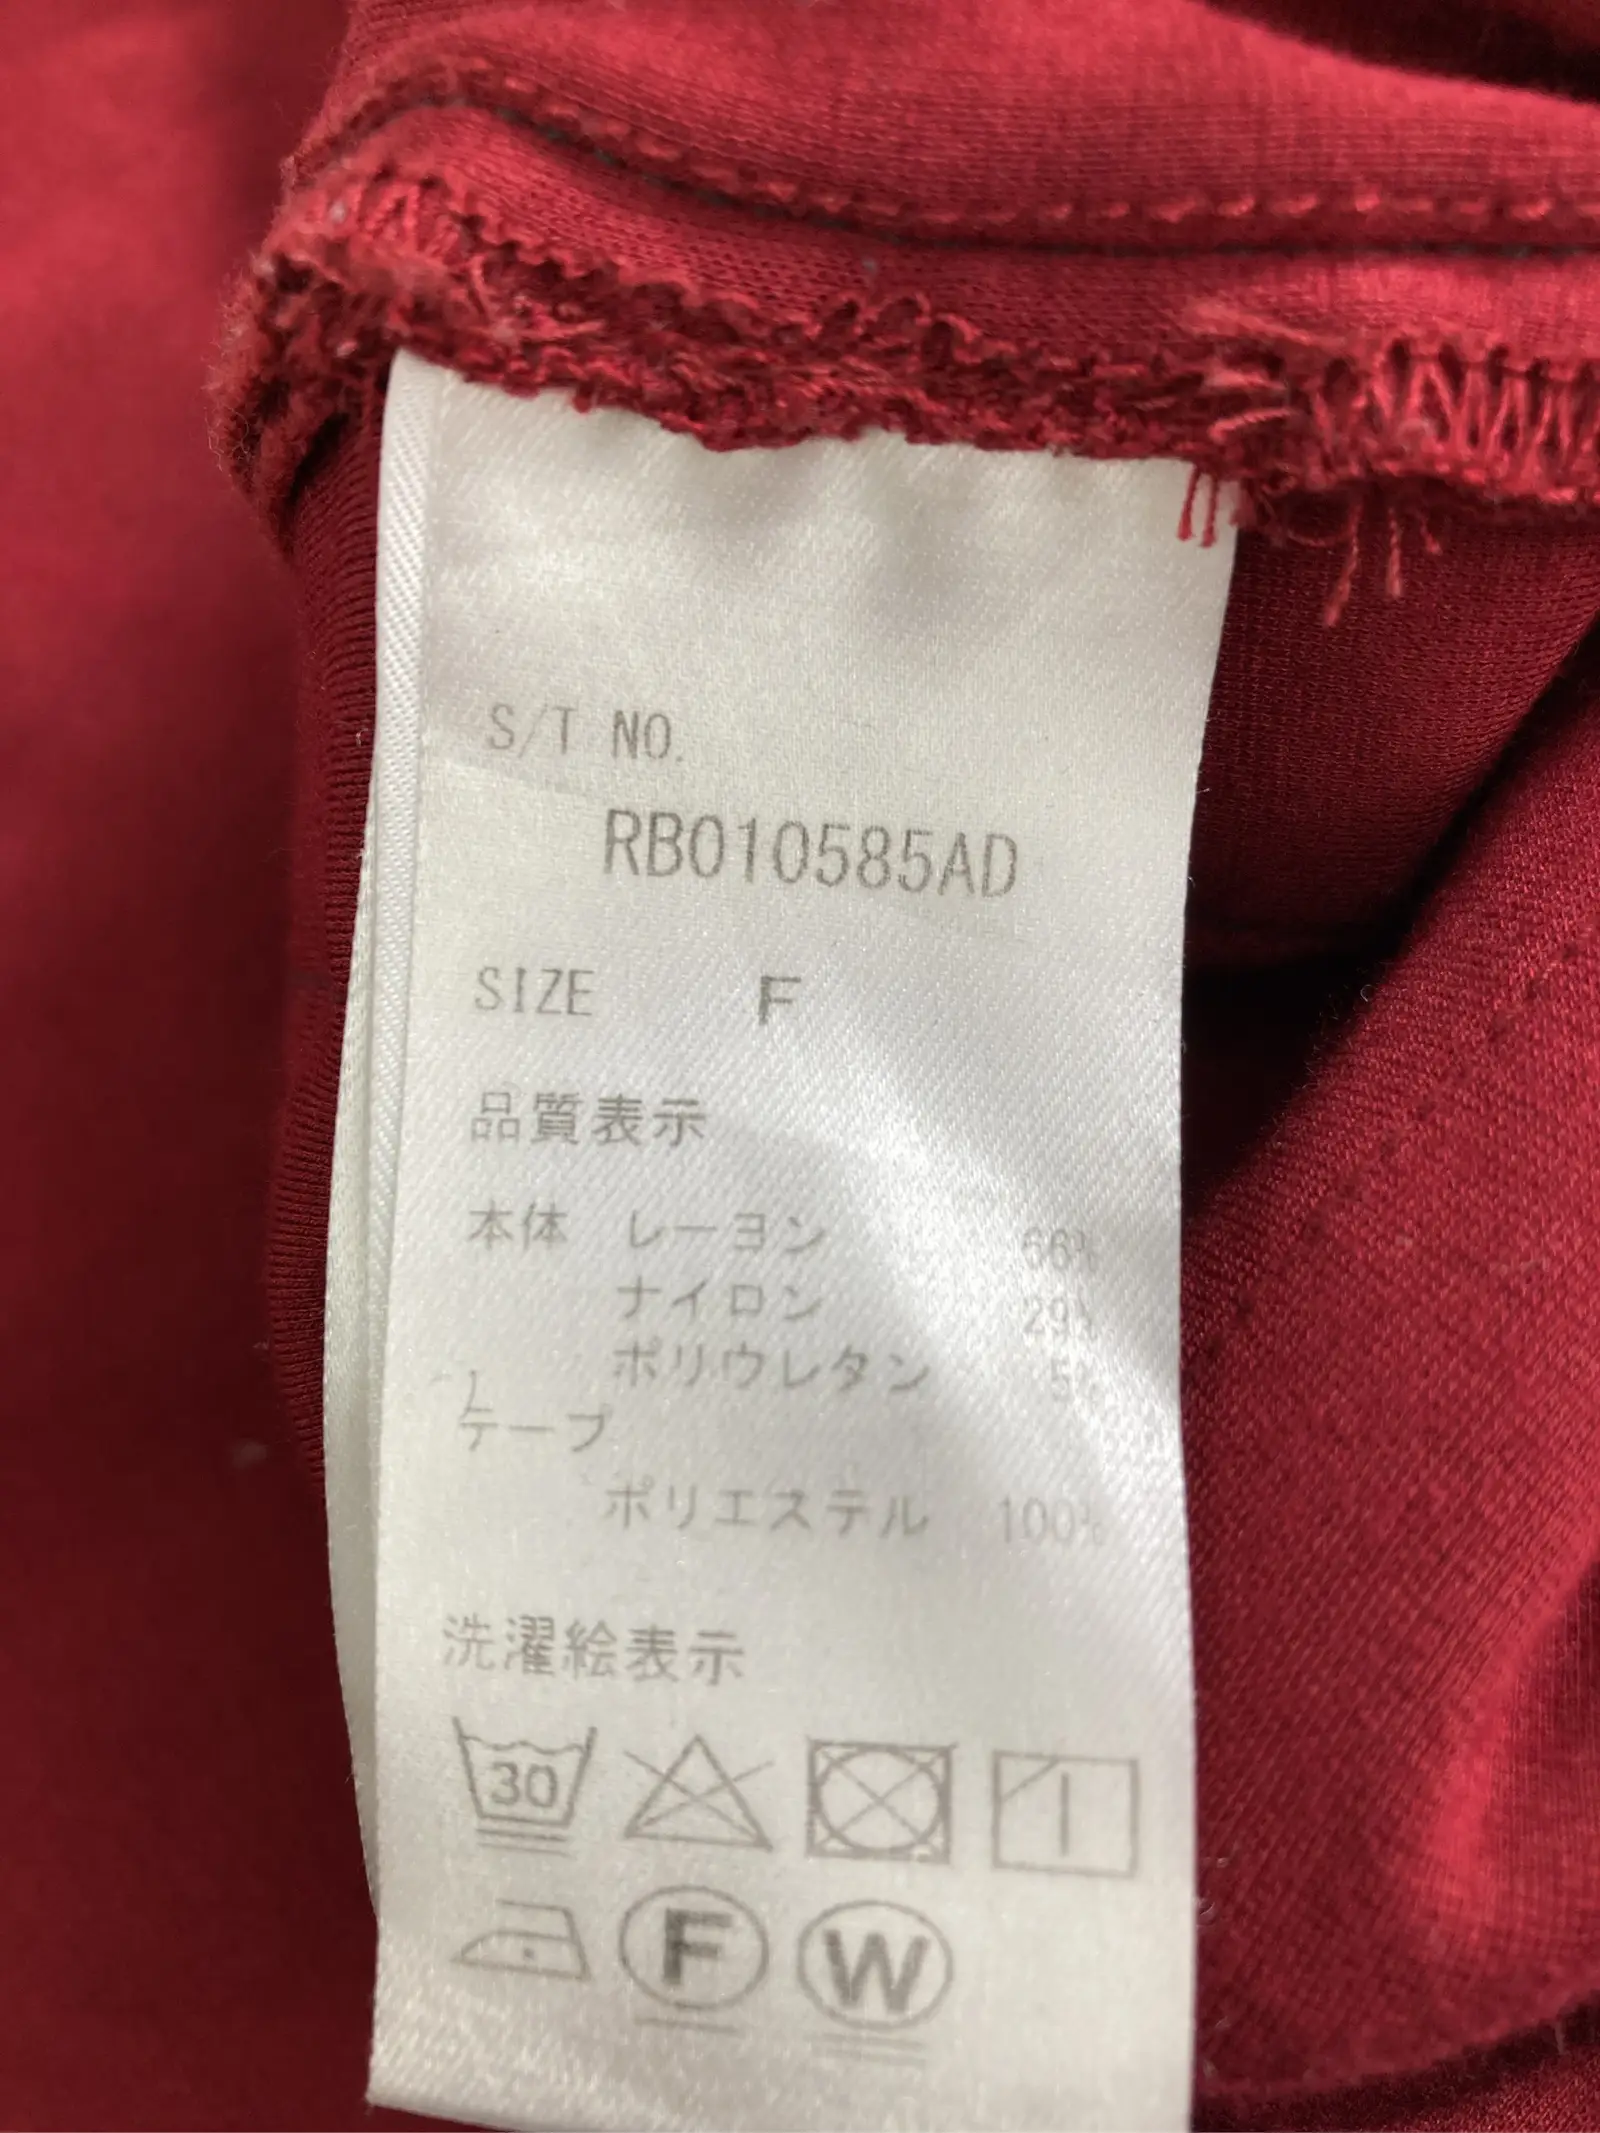 S/T NO.
RB010585AD
SIZE F
品質表示
本体 レーヨン 66%
ナイロン 29%
ポリウレタン 5%
テープ
ポリエステル 100%
洗濯絵表示
30
F W